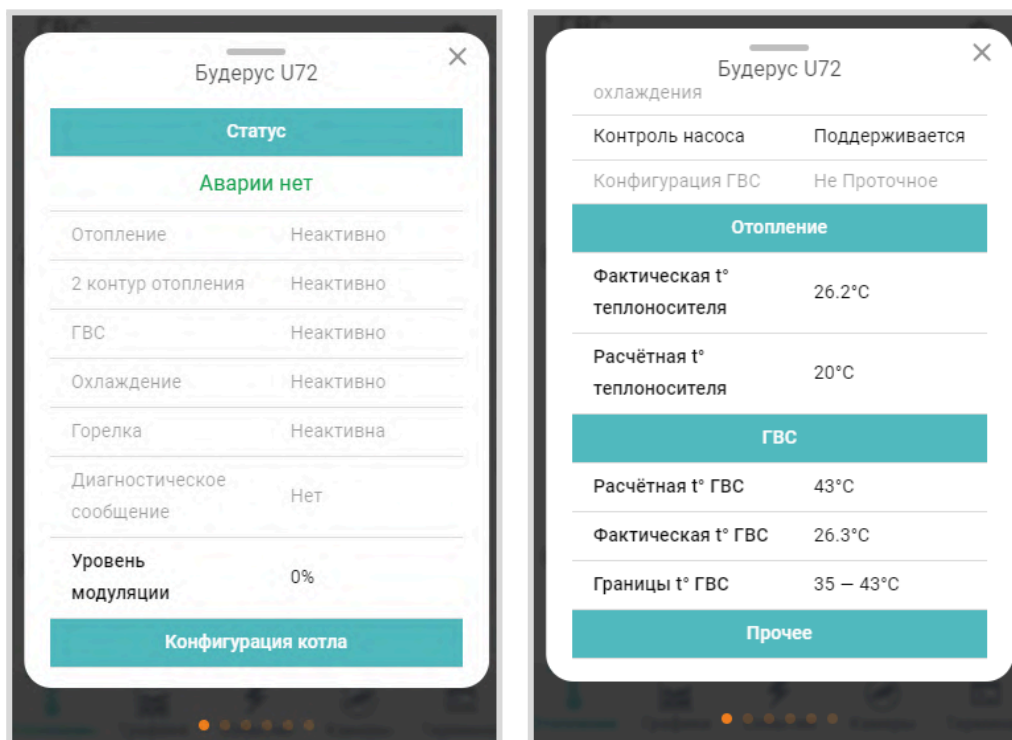 ГВС
Будерус U72
Статус
Аварии нет
Отопление Неактивно
2 контур отопления Неактивно
ГВС Неактивно
Охлаждение Неактивно
Горелка Неактивна
Диагностическое
сообщение Нет
Уровень
модуляции 0%
Конфигурация котла
ГВС
Будерус U72
охлаждения
Контроль насоса Поддерживается
Конфигурация ГВС Не Проточное
Отопление
Фактическая t°
теплоносителя 26.2°C
Расчётная t°
теплоносителя 20°C
ГВС
Расчётная t° ГВС 43°C
Фактическая t° ГВС 26.3°C
Границы t° ГВС 35 — 43°C
Прочее